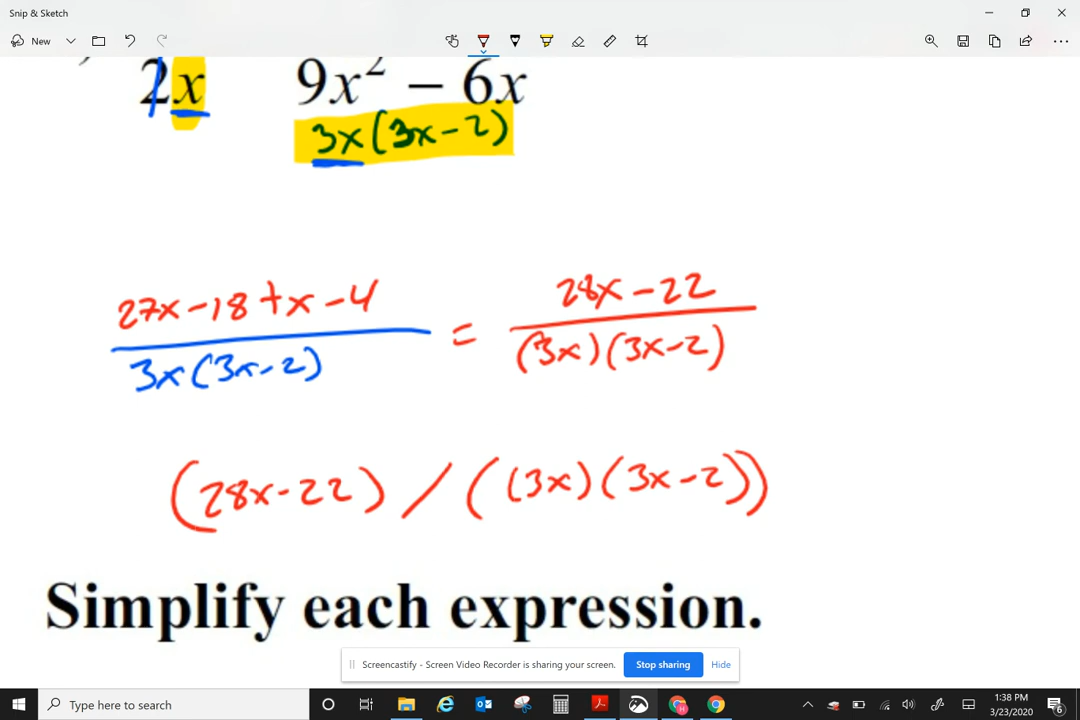 Snip & Sketch
New
2x 9x² − 6x
3x(3x-2)
27x-18+x-4 / 3x(3x-2) = 28x-22 / (3x)(3x-2)
(28x-22) / ((3x)(3x-2))
Simplify each expression.
Screencastify - Screen Video Recorder is sharing your screen. Stop sharing Hide
Type here to search
1:38 PM
3/23/2020
6